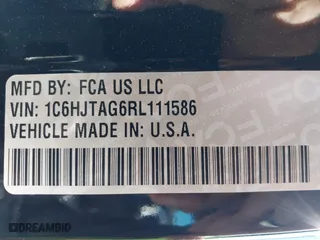 MFD BY: FCA US LLC
VIN: 1C6HJTAG6RL111586
VEHICLE MADE IN: U.S.A.
DREAMBID